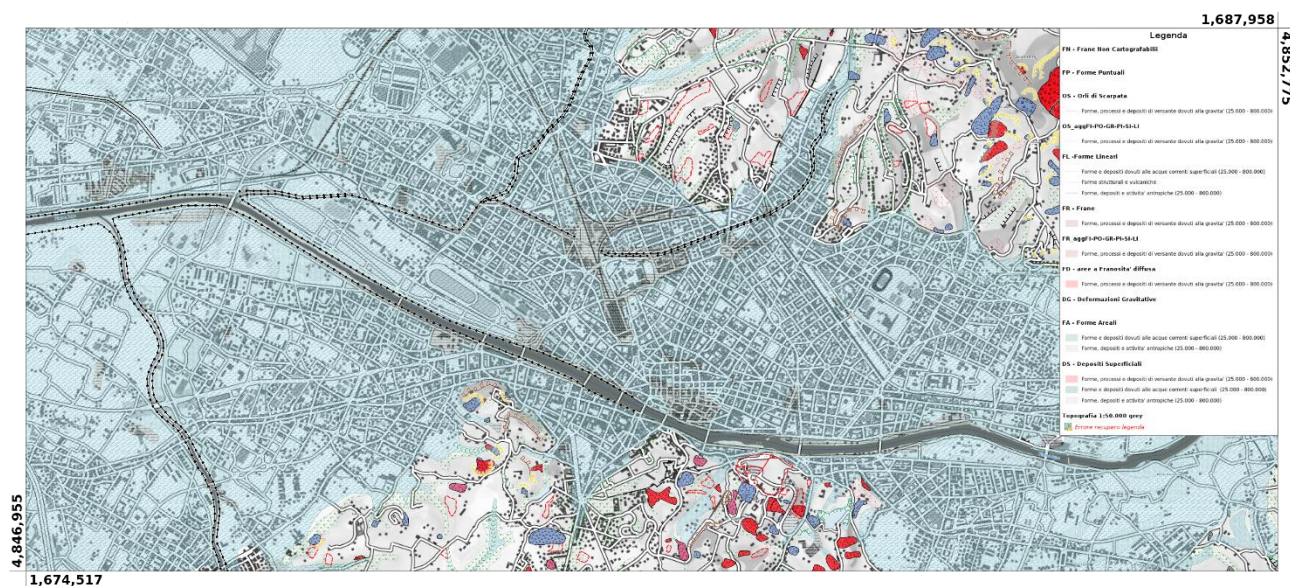 1,687,958
4,852,775
Legenda
FN - Frane Non Cartografabili
FP - Forme Puntuali
OS - Orli di Scarpata
Forme, processi e depositi di versante dovuti alla gravita' (25.000 - 800.000)
OS_aggFI-PO-GR-PI-SI-LI
Forme, processi e depositi di versante dovuti alla gravita' (25.000 - 800.000)
FL -Forme Lineari
Forme e depositi dovuti alle acque correnti superficiali (25.000 - 800.000)
Forme strutturali e vulcaniche
Forme, depositi e attivita' antropiche (25.000 - 800.000)
FR - Frane
Forme, processi e depositi di versante dovuti alla gravita' (25.000 - 800.000)
FR_aggFI-PO-GR-PI-SI-LI
Forme, processi e depositi di versante dovuti alla gravita' (25.000 - 800.000)
FD - aree a Franosita' diffusa
Forme, processi e depositi di versante dovuti alla gravita' (25.000 - 800.000)
DG - Deformazioni Gravitative
FA - Forme Areali
Forme e depositi dovuti alle acque correnti superficiali (25.000 - 800.000)
Forme, depositi e attivita' antropiche (25.000 - 800.000)
DS - Depositi Superficiali
Forme, processi e depositi di versante dovuti alla gravita' (25.000 - 800.000)
Forme e depositi dovuti alle acque correnti superficiali (25.000 - 800.000)
Forme, depositi e attivita' antropiche (25.000 - 800.000)
Topografia 1:50.000 grey
Errore recupero legenda
4,846,955
1,674,517